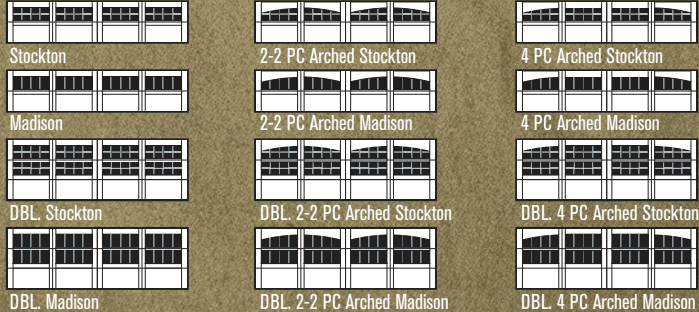 Stockton
2-2 PC Arched Stockton
4 PC Arched Stockton
Madison
2-2 PC Arched Madison
4 PC Arched Madison
DBL. Stockton
DBL. 2-2 PC Arched Stockton
DBL. 4 PC Arched Stockton
DBL. Madison
DBL. 2-2 PC Arched Madison
DBL. 4 PC Arched Madison